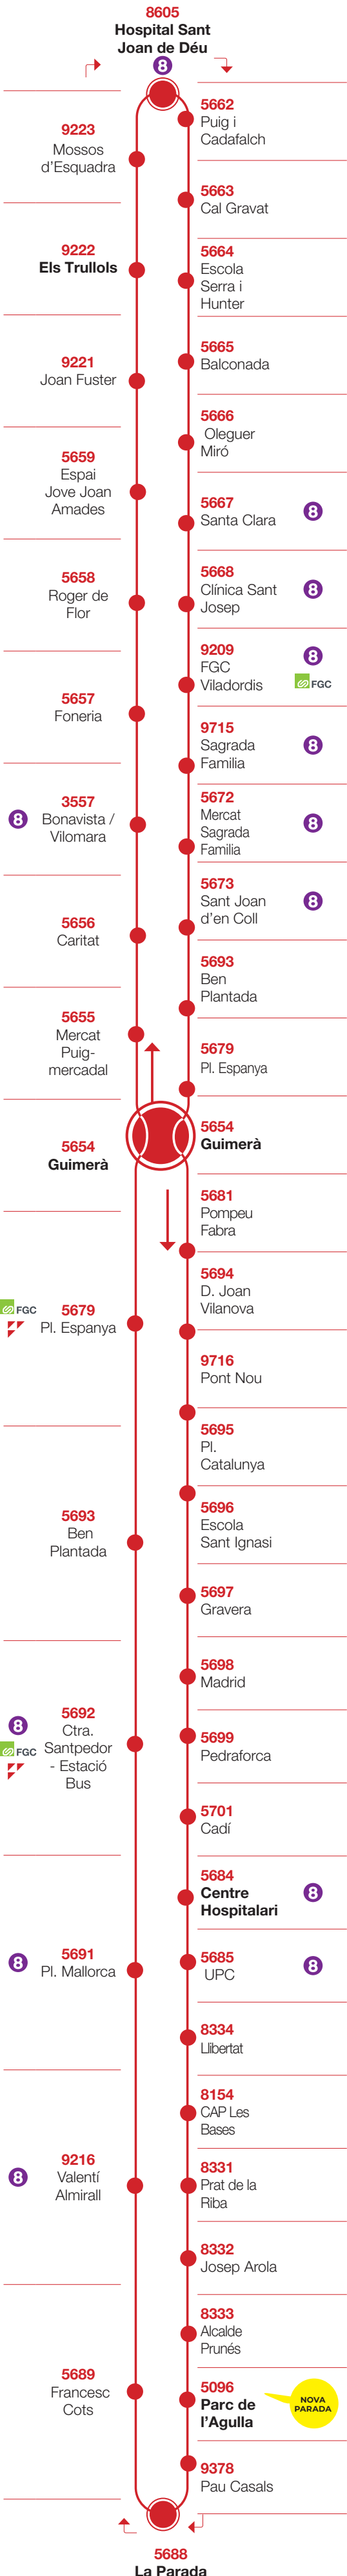 8605
Hospital Sant
Joan de Déu
8
9223
Mossos
d'Esquadra
9222
Els Trullols
9221
Joan Fuster
5659
Espai
Jove Joan
Amades
5658
Roger de
Flor
5657
Foneria
3557
8 Bonavista /
Vilomara
5656
Caritat
5655
Mercat
Puig-
mercadal
5654
Guimerà
FGC 5679
Pl. Espanya
5693
Ben
Plantada
8 5692
Ctra.
FGC Santpedor
- Estació
Bus
5691
8 Pl. Mallorca
9216
8 Valentí
Almirall
5689
Francesc
Cots
5662
Puig i
Cadafalch
5663
Cal Gravat
5664
Escola
Serra i
Hunter
5665
Balconada
5666
Oleguer
Miró
5667
Santa Clara 8
5668
Clínica Sant 8
Josep
9209 8
FGC
Viladordis FGC
9715
Sagrada 8
Familia
5672
Mercat
Sagrada 8
Familia
5673
Sant Joan 8
d'en Coll
5693
Ben
Plantada
5679
Pl. Espanya
5654
Guimerà
5681
Pompeu
Fabra
5694
D. Joan
Vilanova
9716
Pont Nou
5695
Pl.
Catalunya
5696
Escola
Sant Ignasi
5697
Gravera
5698
Madrid
5699
Pedraforca
5701
Cadí
5684
Centre 8
Hospitalari
5685
UPC 8
8334
Llibertat
8154
CAP Les
Bases
8331
Prat de la
Riba
8332
Josep Arola
8333
Alcalde
Prunés
5096
Parc de
l'Agulla
NOVA
PARADA
9378
Pau Casals
5688
La Parada